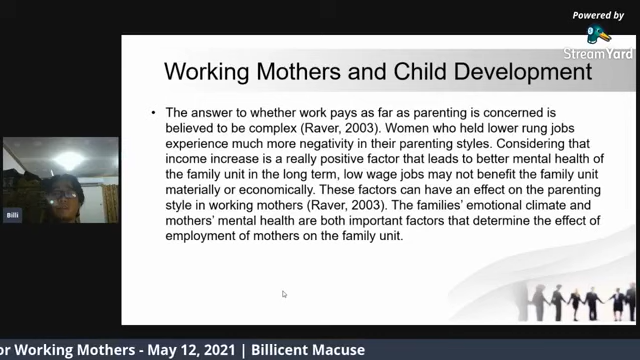 Powered by
StreamYard
Working Mothers and Child Development
• The answer to whether work pays as far as parenting is concerned is
believed to be complex (Raver, 2003). Women who held lower rung jobs
experience much more negativity in their parenting styles. Considering that
income increase is a really positive factor that leads to better mental health of
the family unit in the long term, low wage jobs may not benefit the family unit
materially or economically. These factors can have an effect on the parenting
style in working mothers (Raver, 2003). The families' emotional climate and
mothers' mental health are both important factors that determine the effect of
employment of mothers on the family unit.
Billi
or Working Mothers - May 12, 2021 | Billicent Macuse